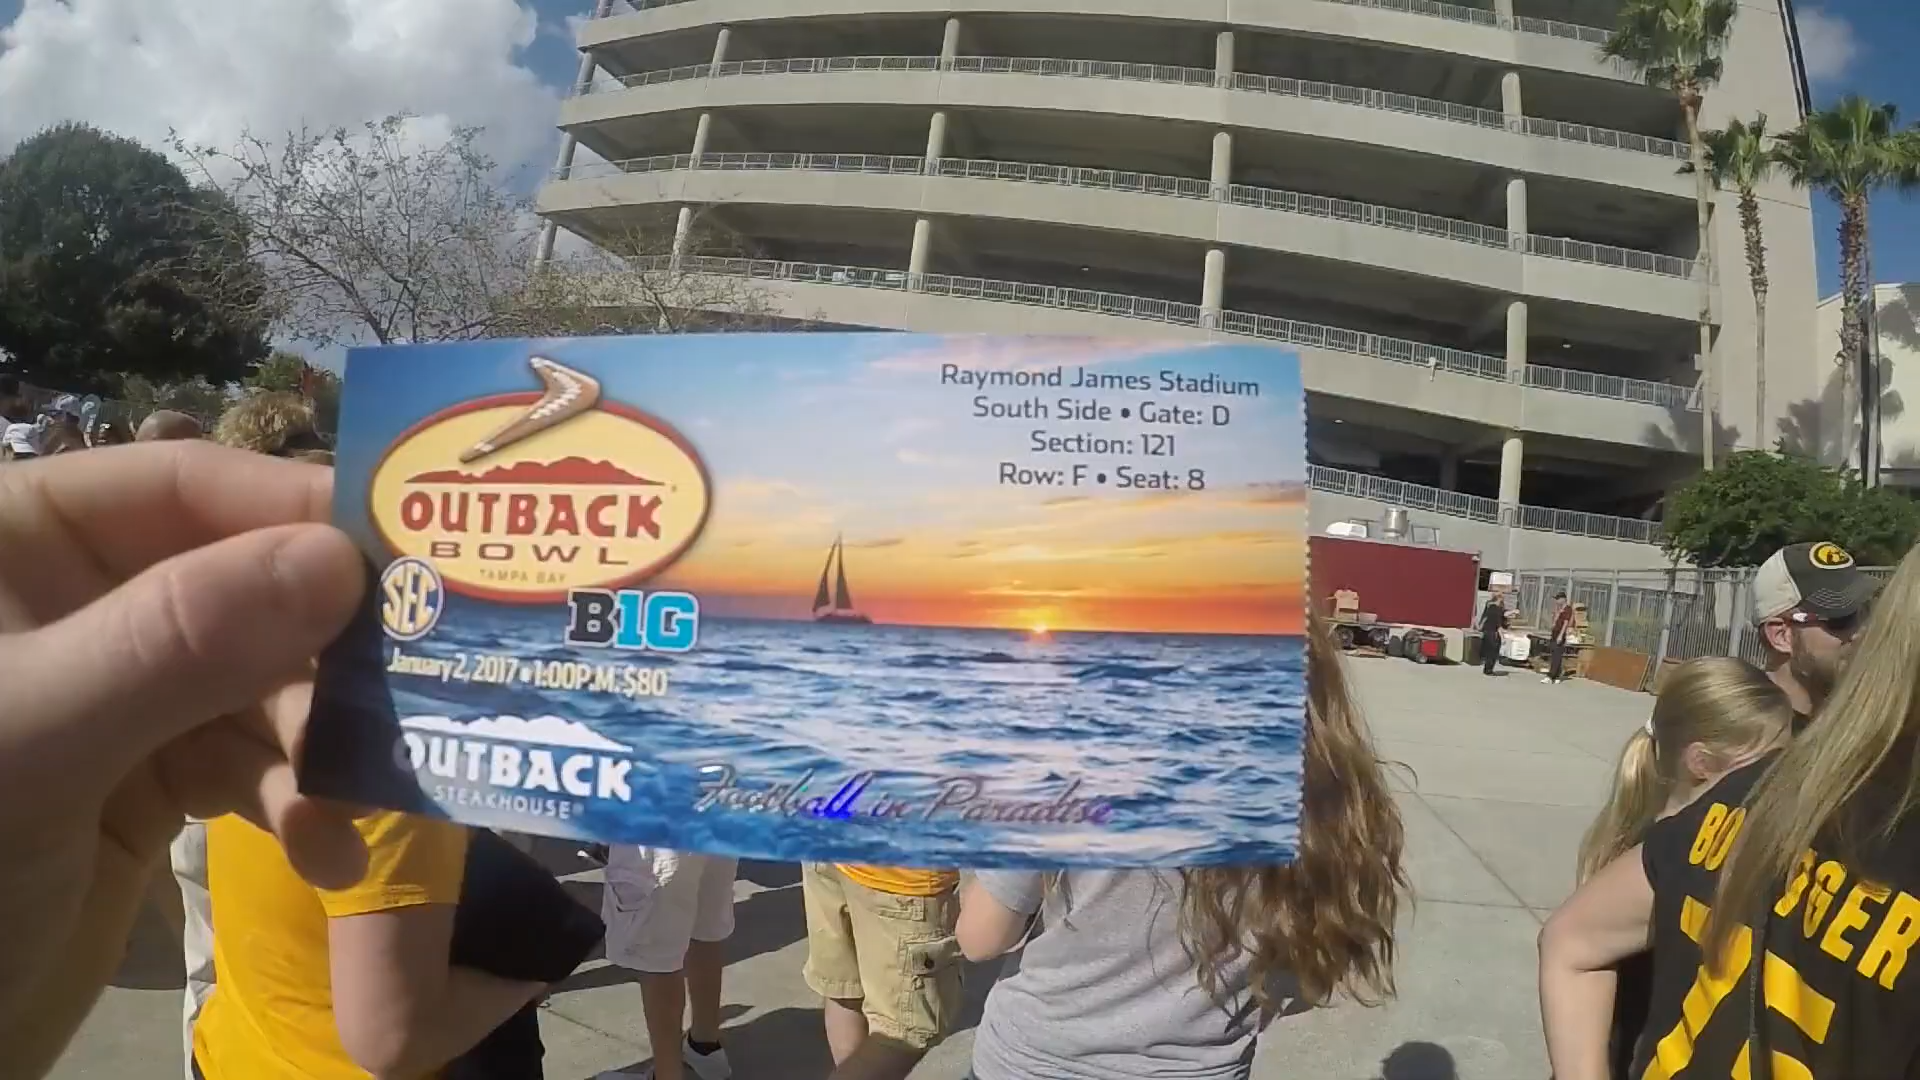 Raymond James Stadium
South Side • Gate: D
Section: 121
Row: F • Seat: 8
OUTBACK
BOWL
TAMPA BAY
SEC
B1G
January 2, 2017 • 1:00P.M. $80
OUTBACK
STEAKHOUSE®
Football in Paradise